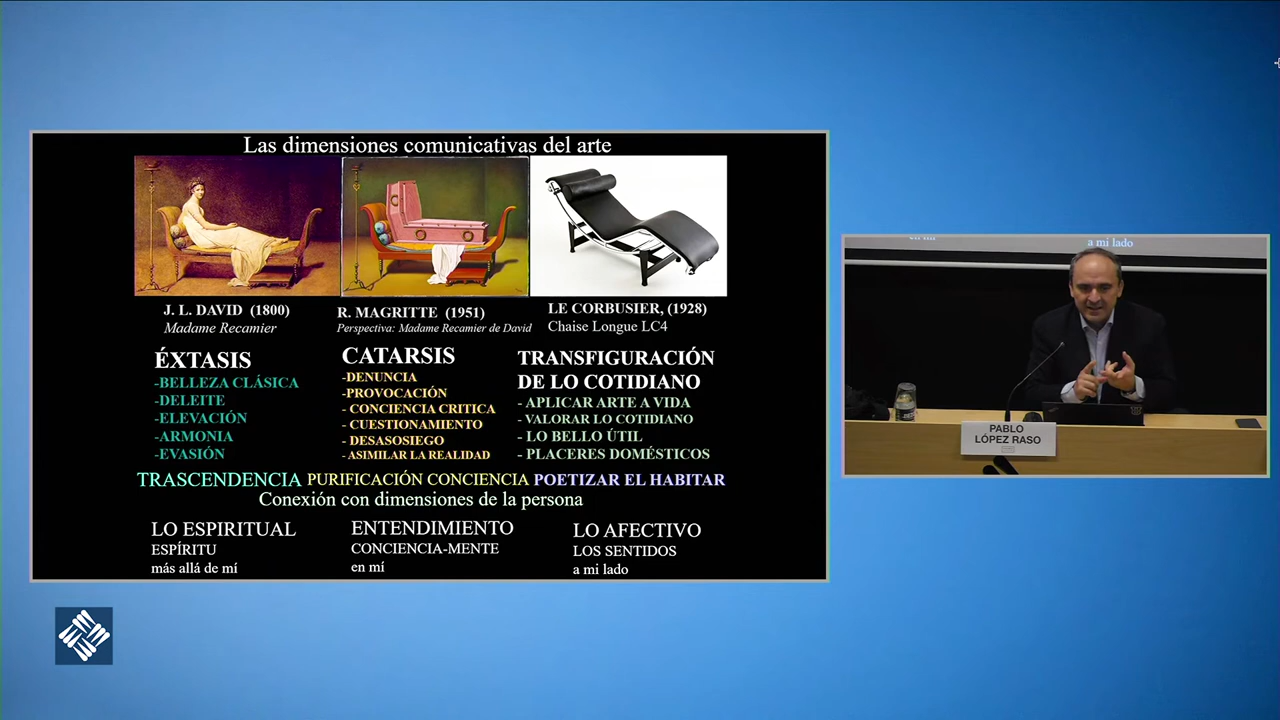 Las dimensiones comunicativas del arte
J. L. DAVID (1800)
Madame Recamier
R. MAGRITTE (1951)
Perspectiva: Madame Recamier de David
LE CORBUSIER, (1928)
Chaise Longue LC4
ÉXTASIS
-BELLEZA CLÁSICA
-DELEITE
-ELEVACIÓN
-ARMONIA
-EVASIÓN
CATARSIS
-DENUNCIA
-PROVOCACIÓN
- CONCIENCIA CRITICA
- CUESTIONAMIENTO
- DESASOSIEGO
- ASIMILAR LA REALIDAD
TRANSFIGURACIÓN
DE LO COTIDIANO
- APLICAR ARTE A VIDA
- VALORAR LO COTIDIANO
- LO BELLO ÚTIL
- PLACERES DOMÉSTICOS
TRASCENDENCIA PURIFICACIÓN CONCIENCIA POETIZAR EL HABITAR
Conexión con dimensiones de la persona
LO ESPIRITUAL
ESPÍRITU
más allá de mí
ENTENDIMIENTO
CONCIENCIA-MENTE
en mí
LO AFECTIVO
LOS SENTIDOS
a mi lado
a mi lado
PABLO
LÓPEZ RASO